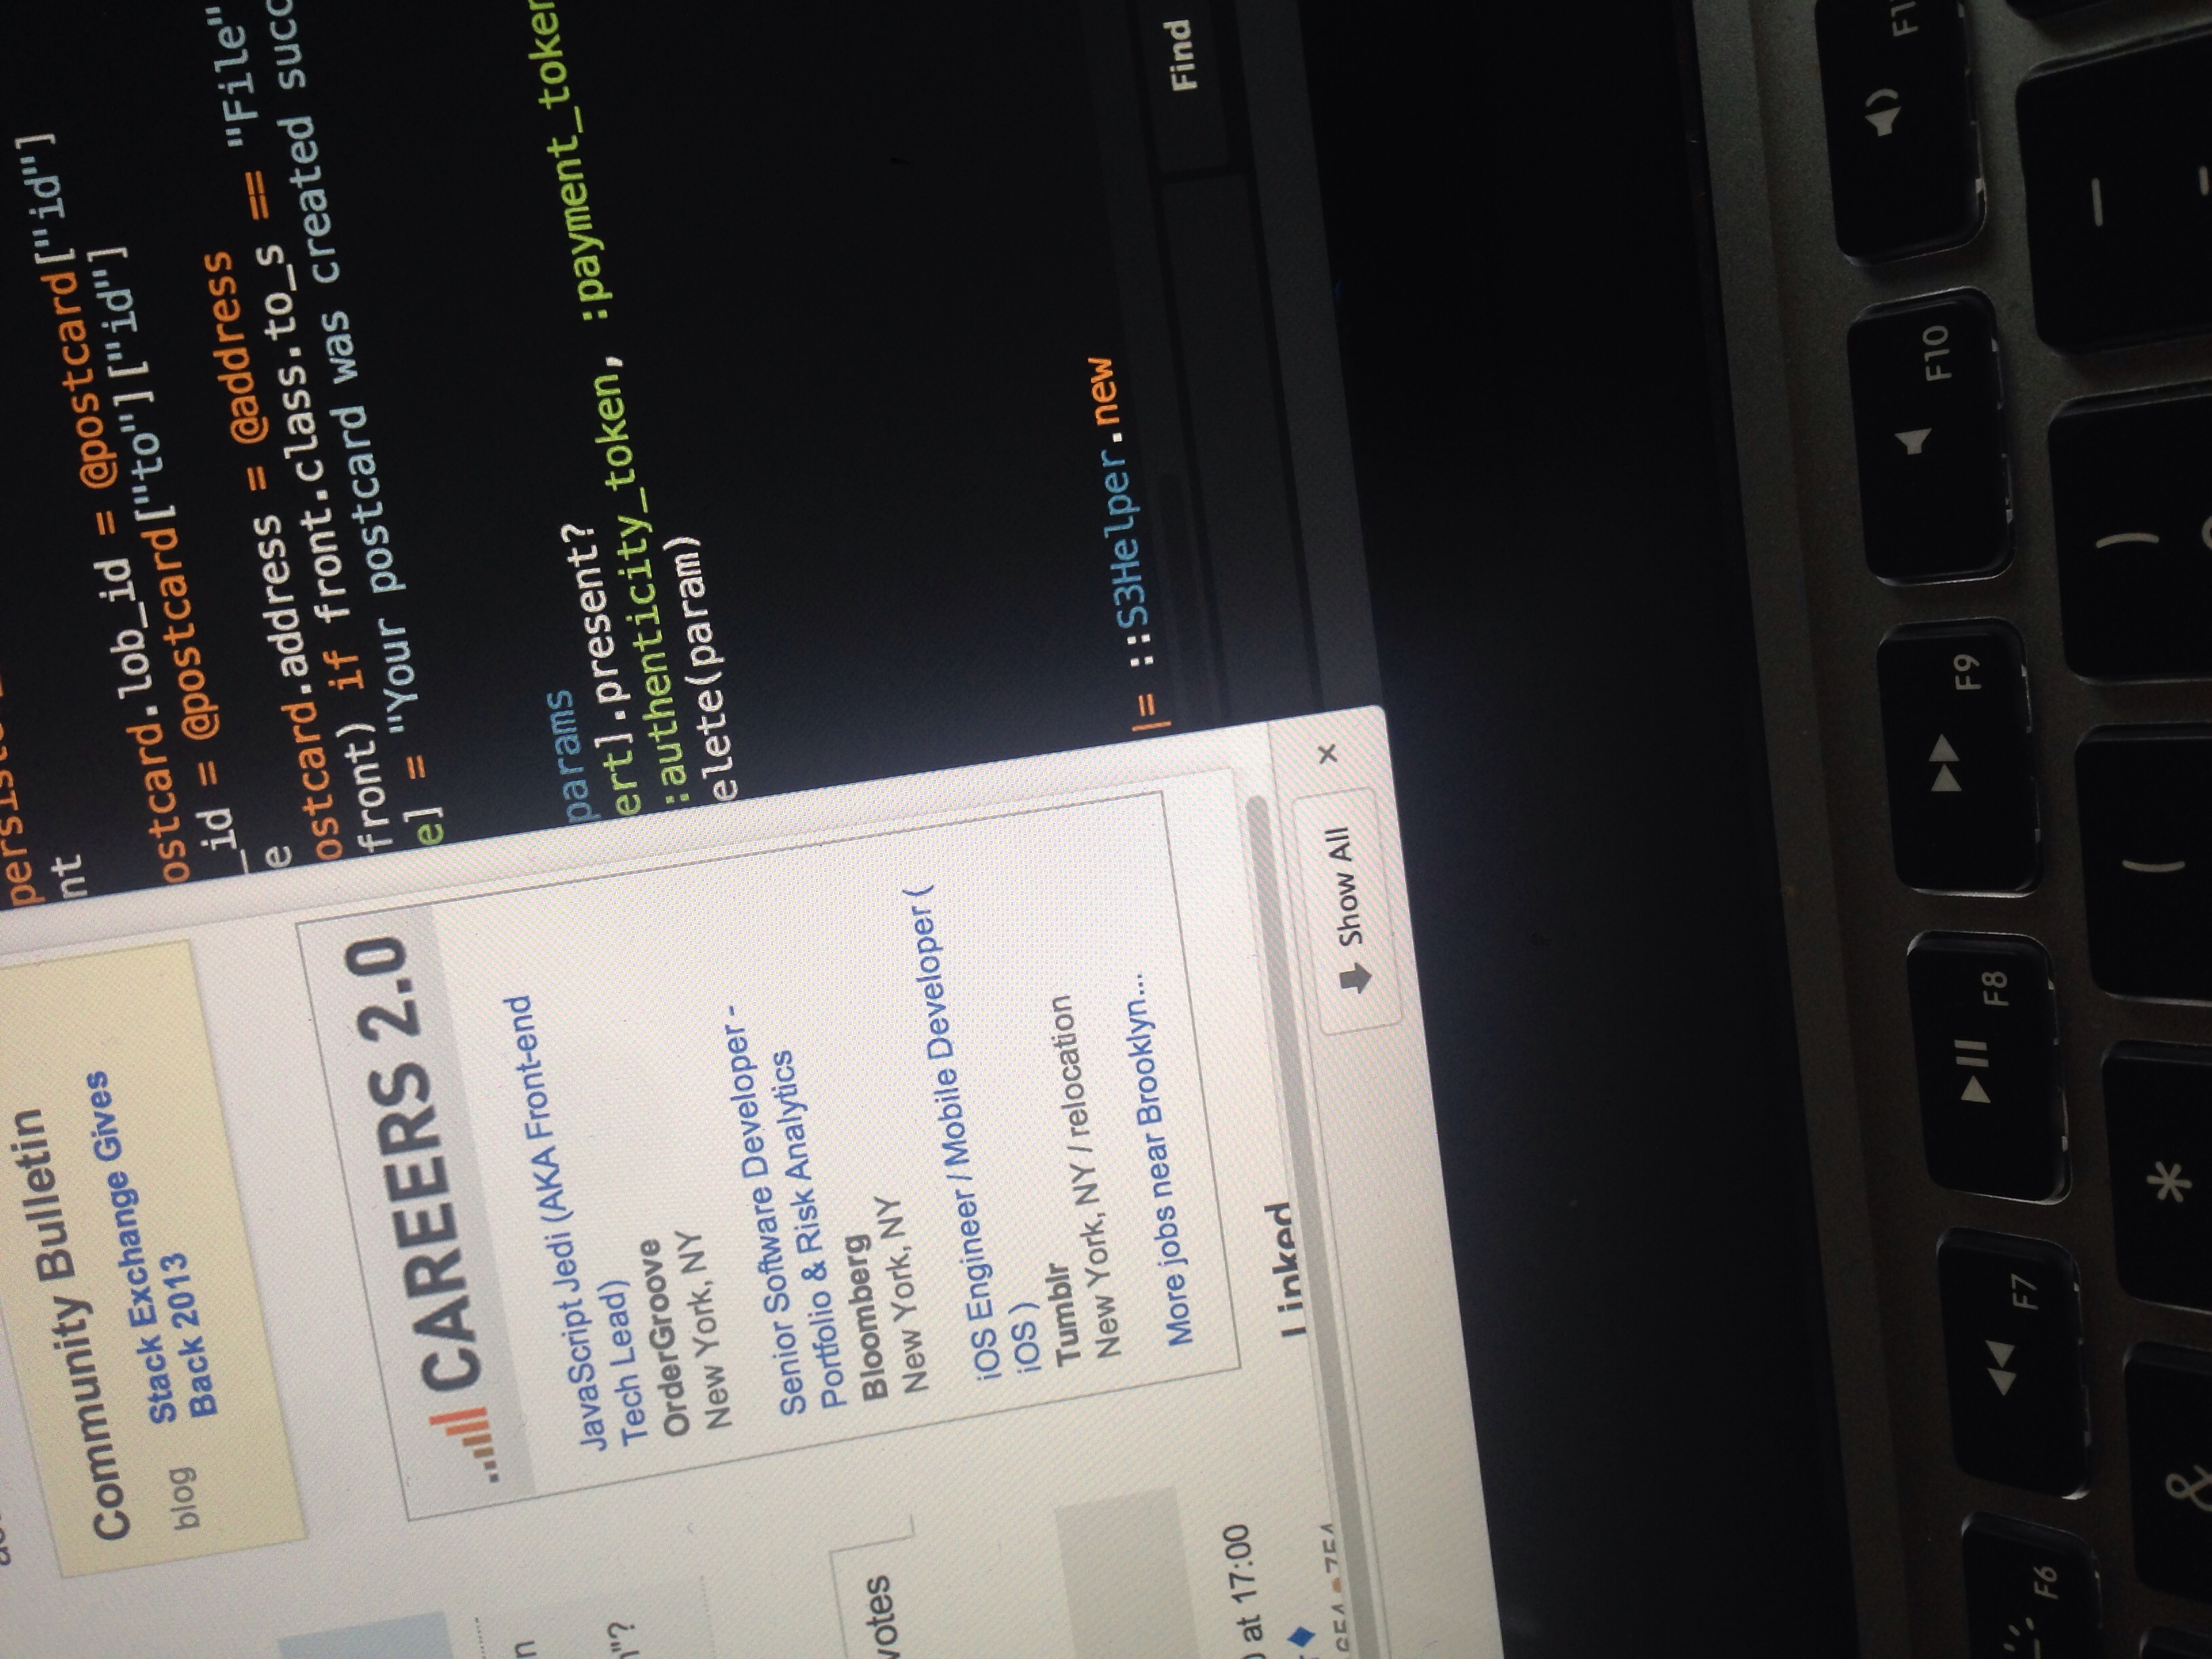 Community Bulletin
blog
Stack Exchange Gives
Back 2013
CAREERS 2.0
JavaScript Jedi (AKA Front-end
Tech Lead)
OrderGroove
New York, NY
Senior Software Developer -
Portfolio & Risk Analytics
Bloomberg
New York, NY
iOS Engineer / Mobile Developer (
iOS )
Tumblr
New York, NY / relocation
More jobs near Brooklyn...
Linked
n
"?
votes
at 17:00
Show All
×
nt
ostcard.lob_id = @postcard["id"]
_id = @postcard["to"]["id"]
e
ostcard.address = @address
front) if front.class.to_s == "File"
e] = "Your postcard was created succ
params
ert].present?
:authenticity_token, :payment_token
elete(param)
|= ::S3Helper.new
Find
F6
F7
F8
F9
F10
F1
& * ( ) —